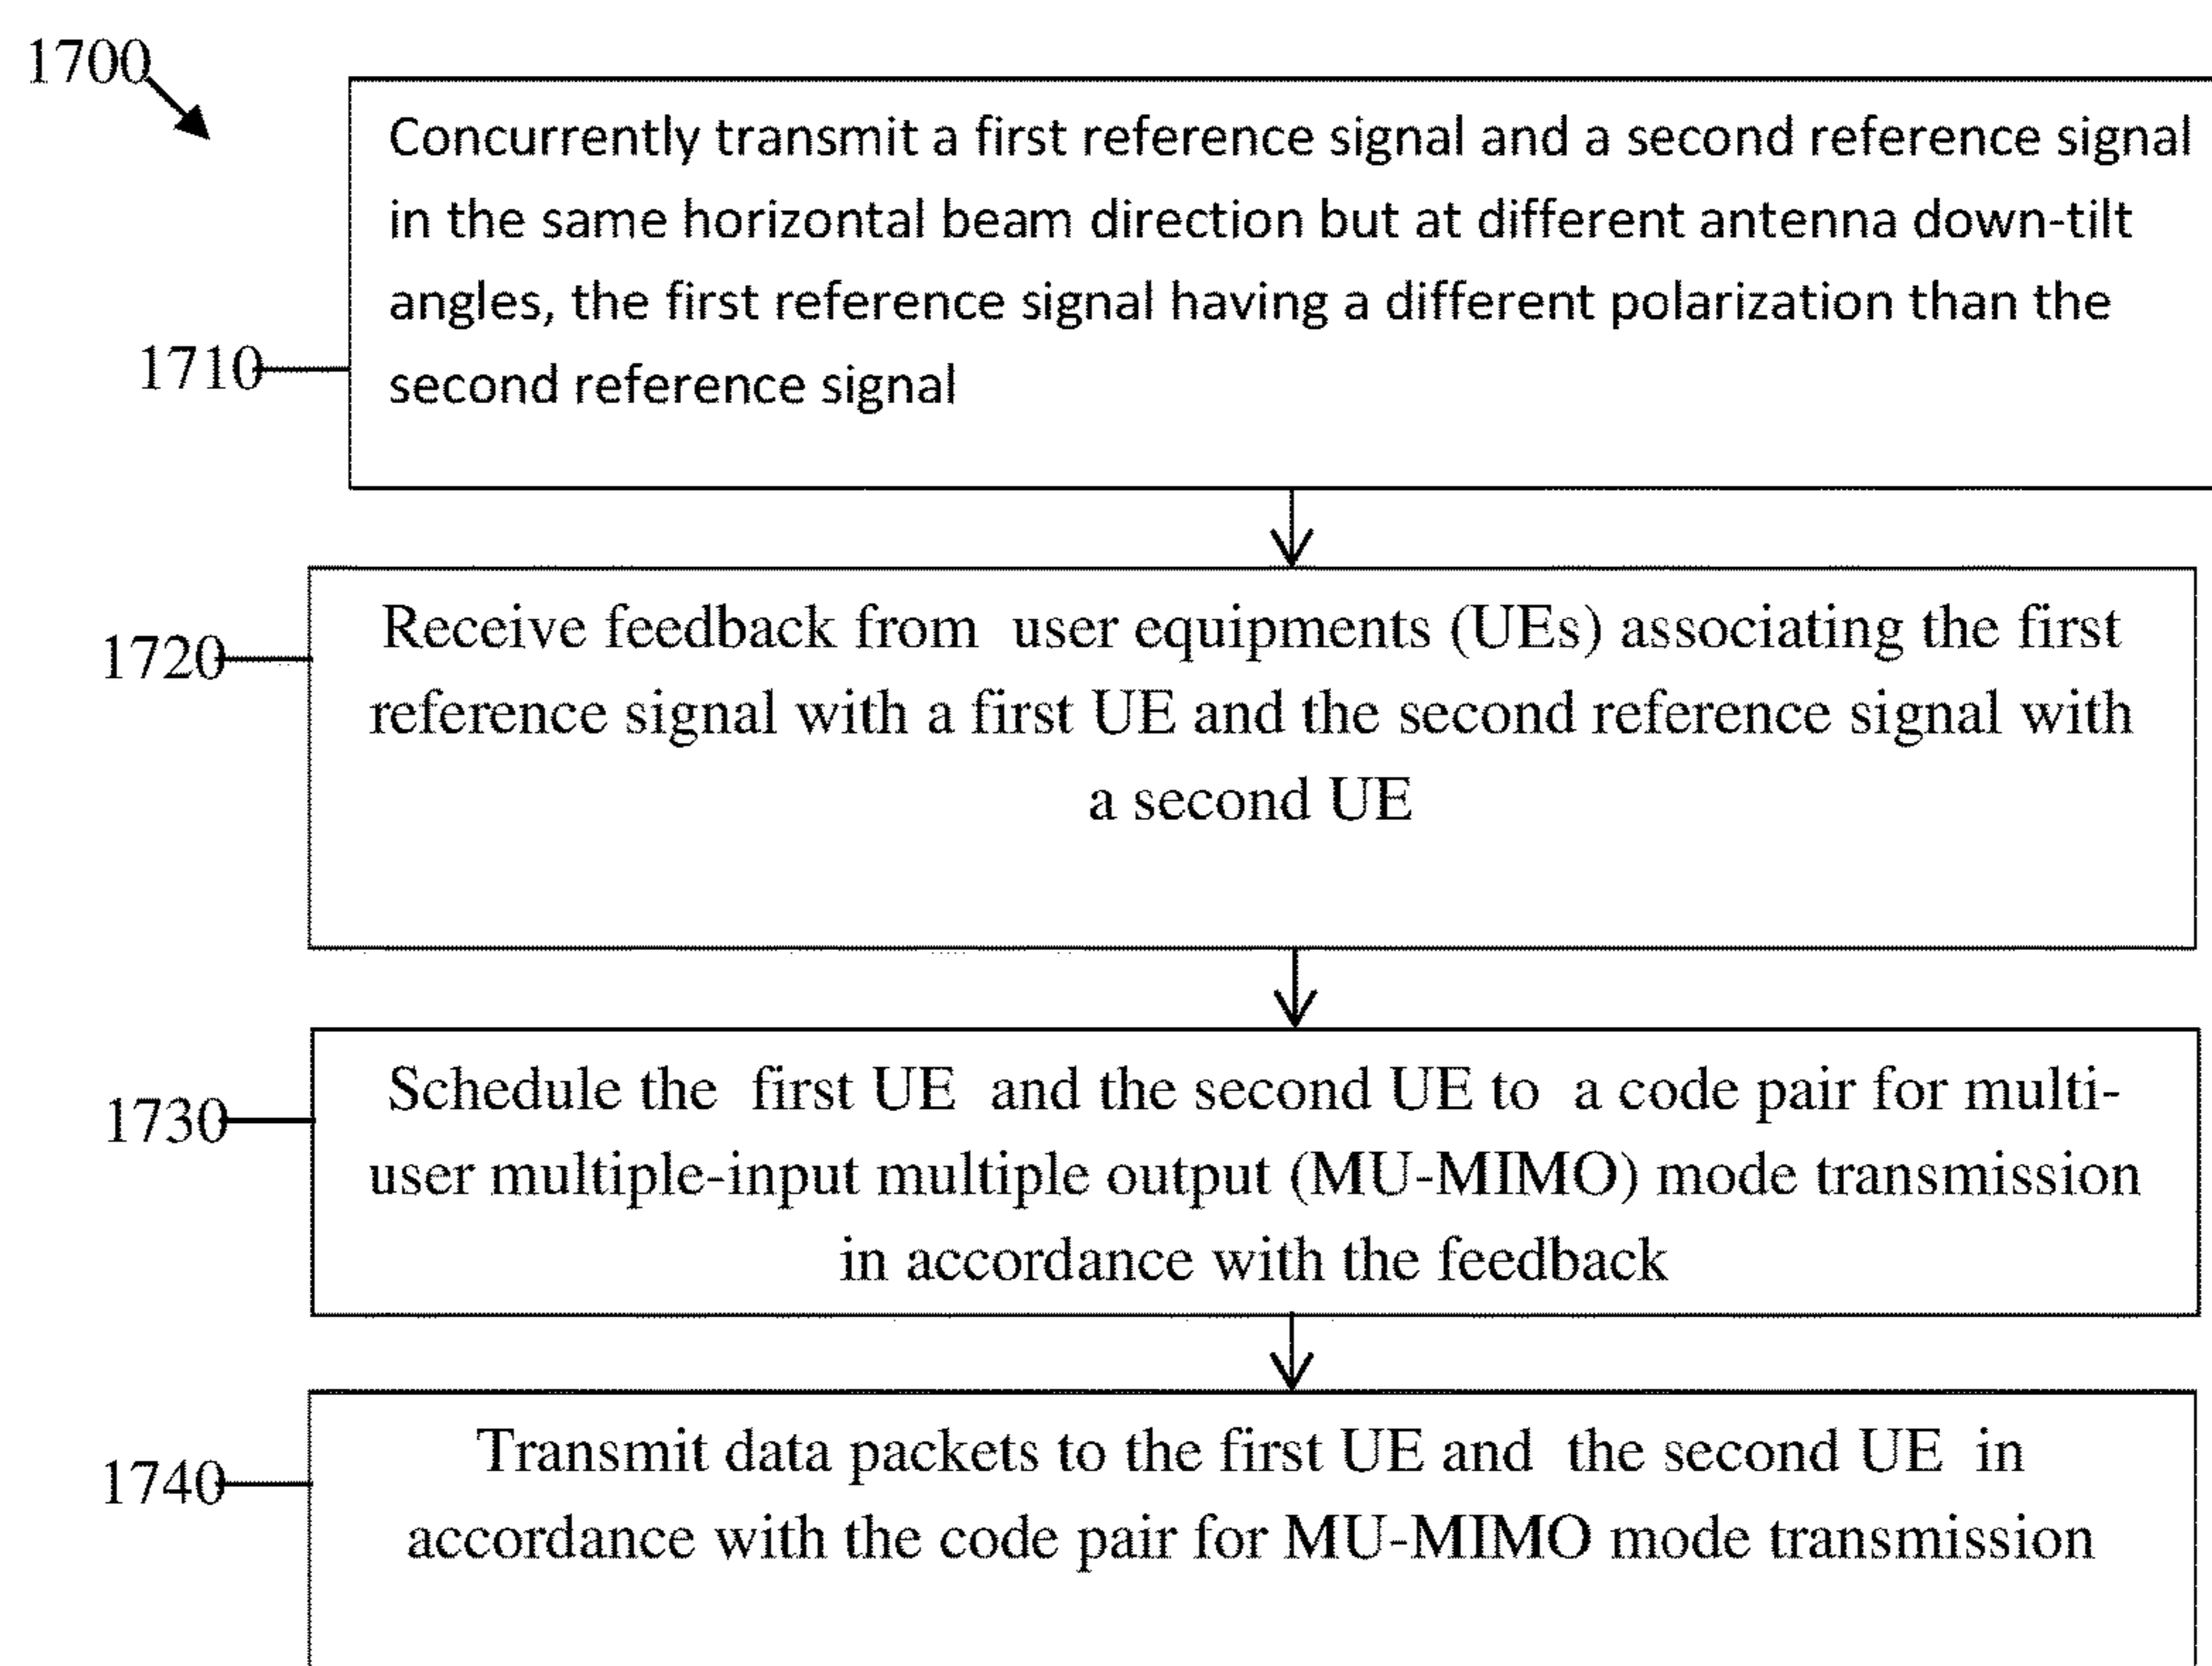 1700
Concurrently transmit a first reference signal and a second reference signal
in the same horizontal beam direction but at different antenna down-tilt
angles, the first reference signal having a different polarization than the
1710
second reference signal
Receive feedback from user equipments (UEs) associating the first
1720
reference signal with a first UE and the second reference signal with
a second UE
Schedule the first UE and the second UE to a code pair for multi-
1730
user multiple-input multiple output (MU-MIMO) mode transmission
in accordance with the feedback
Transmit data packets to the first UE and the second UE in
1740
accordance with the code pair for MU-MIMO mode transmission